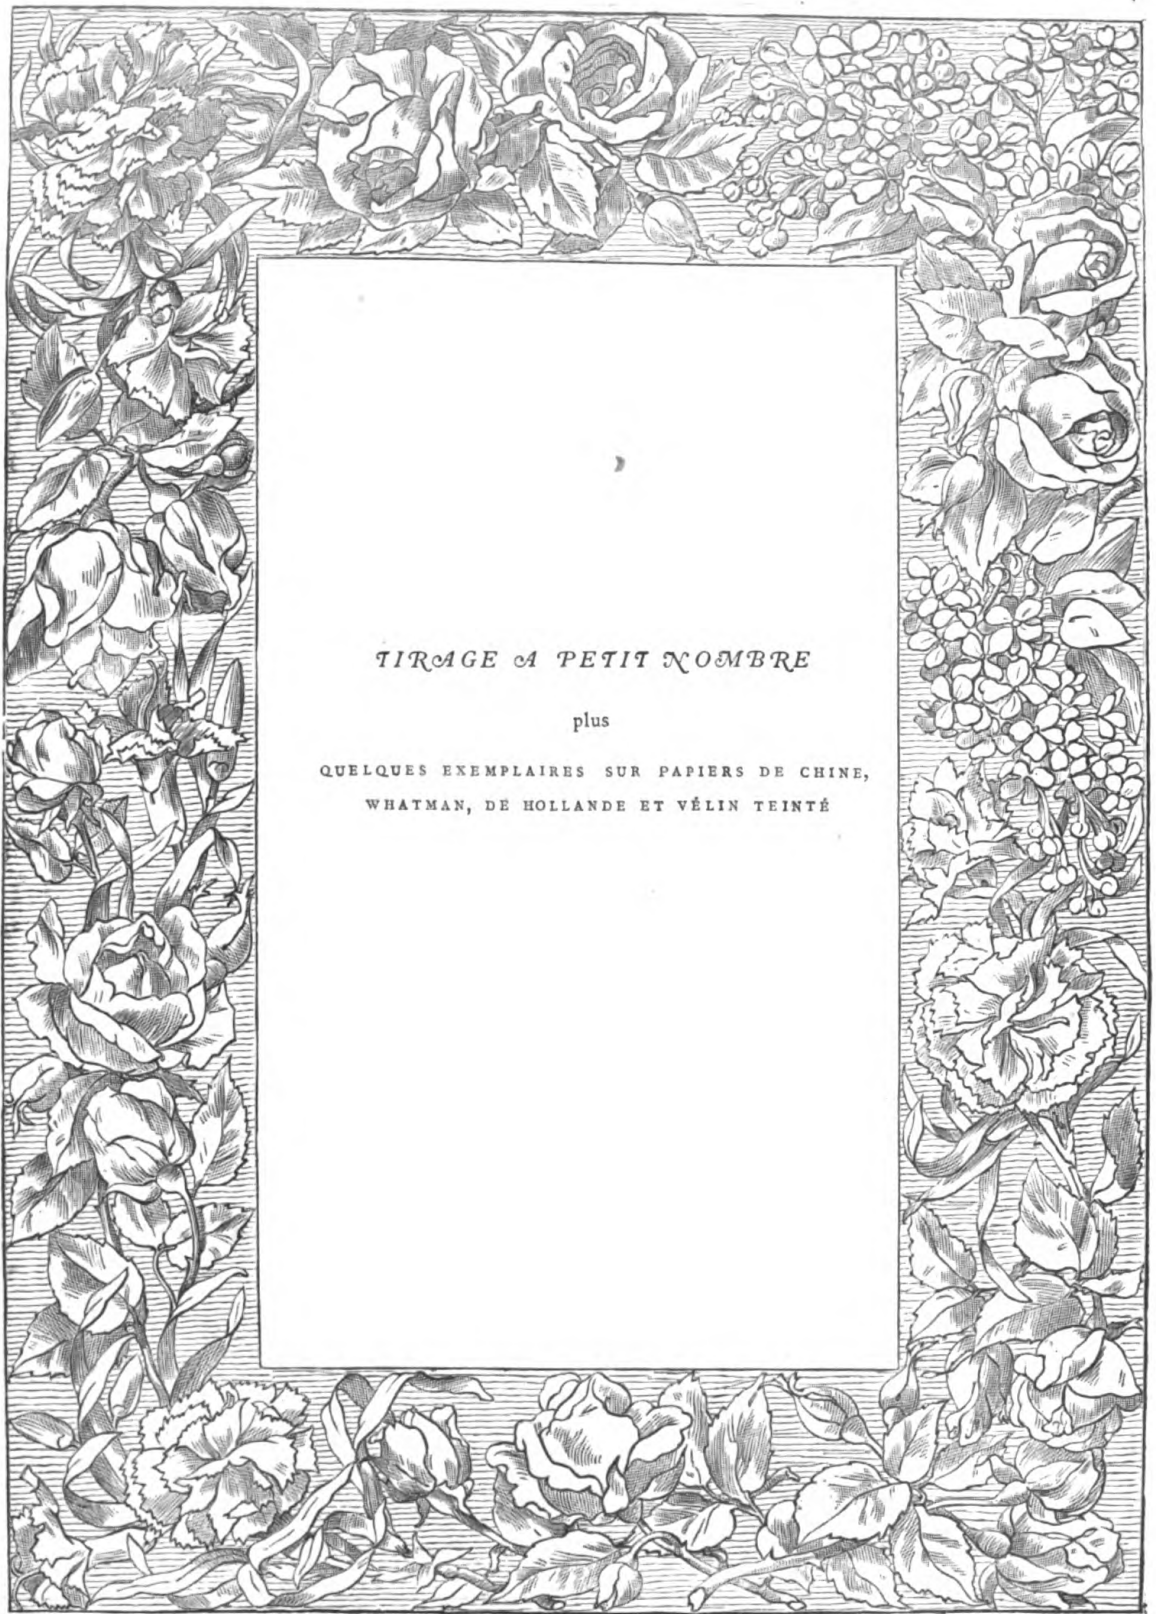 TIRAGE A PETIT NOMBRE
plus
QUELQUES EXEMPLAIRES SUR PAPIERS DE CHINE,
WHATMAN, DE HOLLANDE ET VÉLIN TEINTÉ